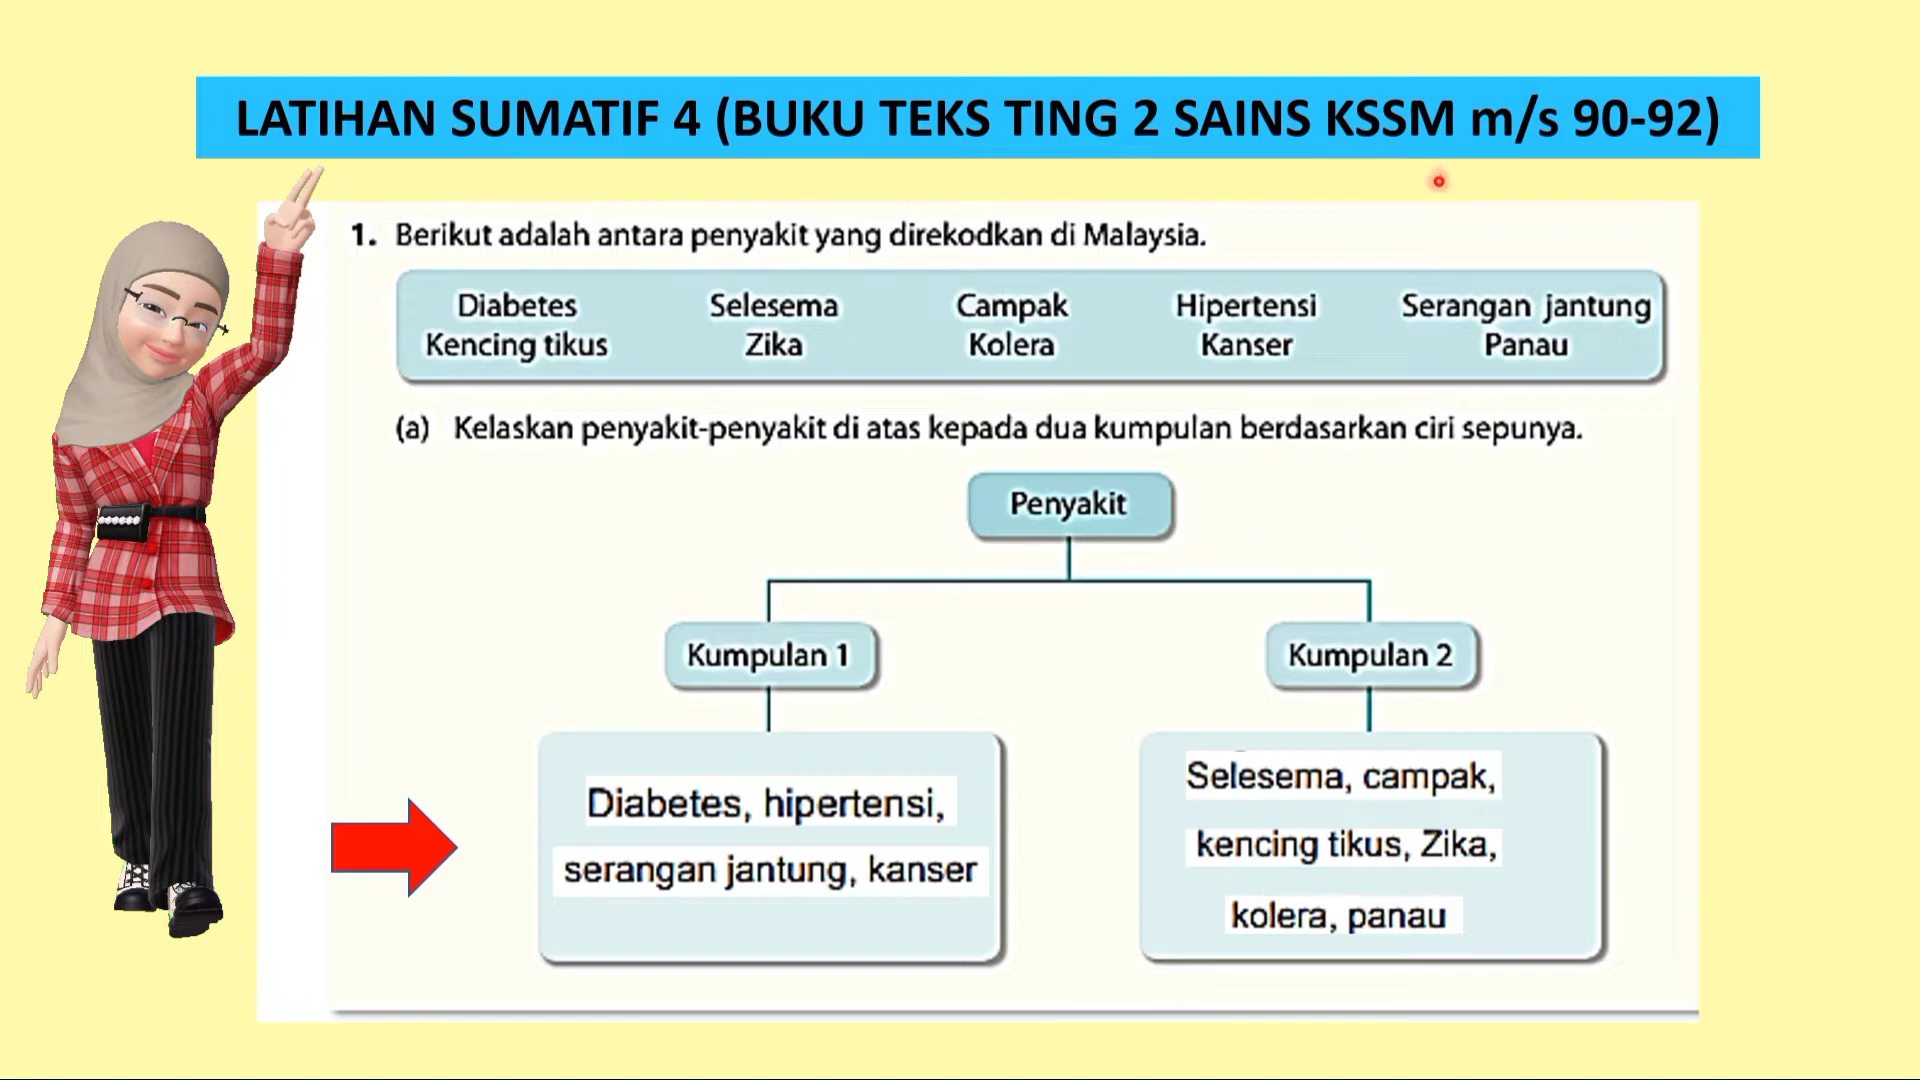 LATIHAN SUMATIF 4 (BUKU TEKS TING 2 SAINS KSSM m/s 90-92)
1. Berikut adalah antara penyakit yang direkodkan di Malaysia.
Diabetes Selesema Campak Hipertensi Serangan jantung
Kencing tikus Zika Kolera Kanser Panau
(a) Kelaskan penyakit-penyakit di atas kepada dua kumpulan berdasarkan ciri sepunya.
Penyakit
Kumpulan 1
Kumpulan 2
Diabetes, hipertensi,
serangan jantung, kanser
Selesema, campak,
kencing tikus, Zika,
kolera, panau